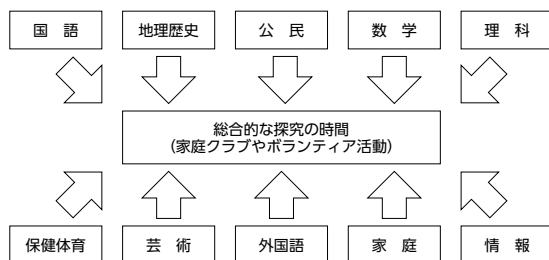 国　語
地理歴史
公　民
数　学
理　科
総合的な探究の時間
(家庭クラブやボランティア活動)
保健体育
芸　術
外国語
家　庭
情　報